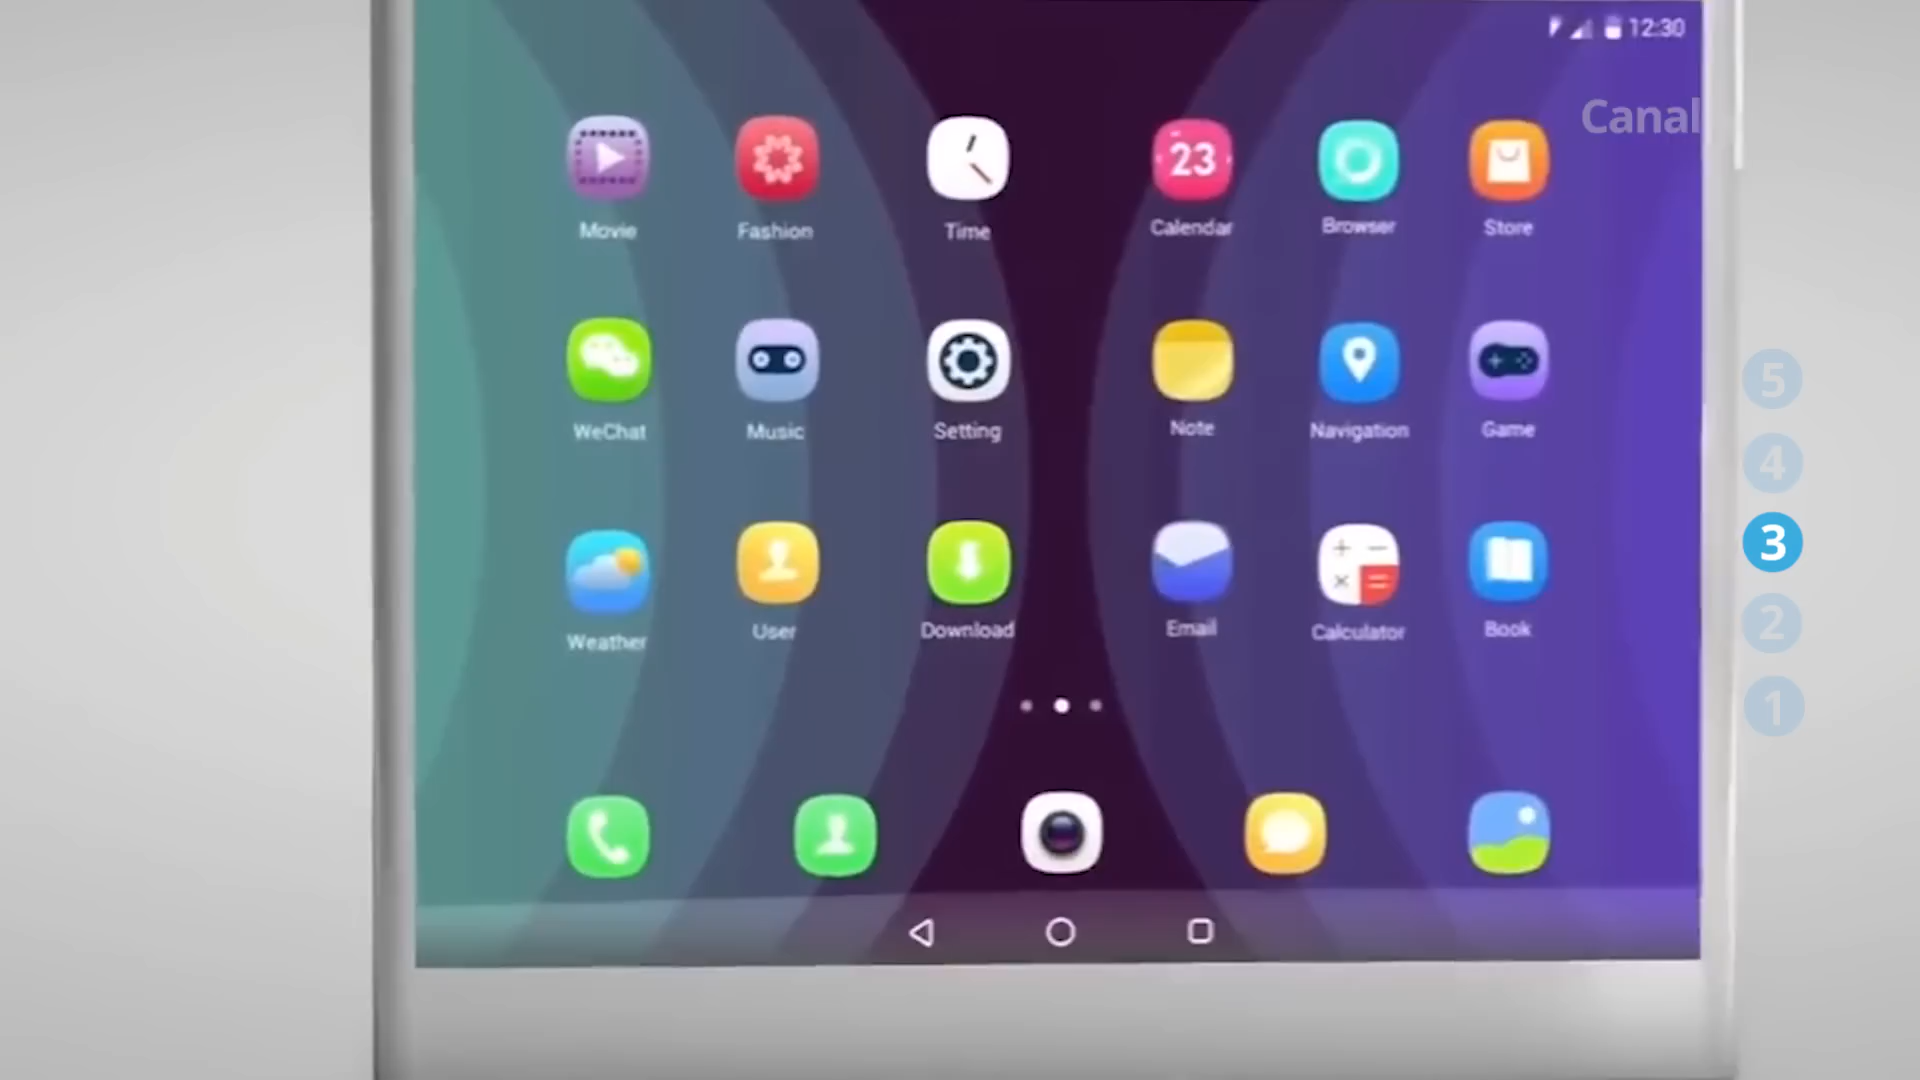 12:30
Canal
23
Movie Fashion Time Calendar Browser Store
WeChat Music Setting Note Navigation Game
Weather User Download Email Calculator Book
5
4
3
2
1